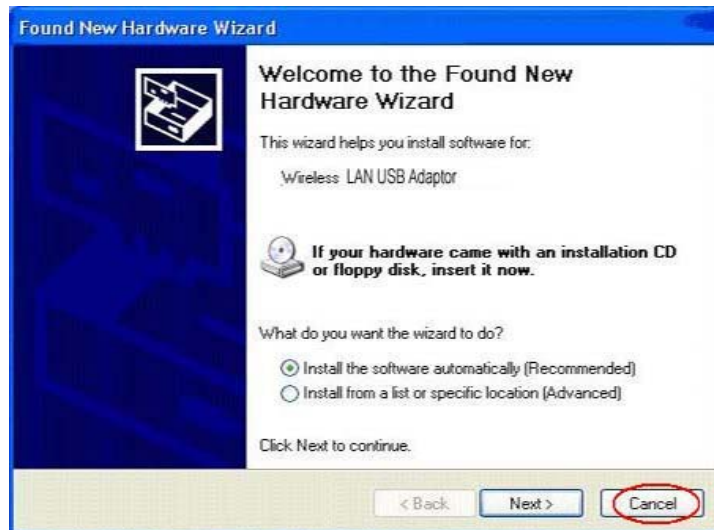 Found New Hardware Wizard
Welcome to the Found New
Hardware Wizard
This wizard helps you install software for:
Wireless LAN USB Adaptor
If your hardware came with an installation CD
or floppy disk, insert it now.
What do you want the wizard to do?
Install the software automatically (Recommended)
Install from a list or specific location (Advanced)
Click Next to continue.
< Back Next > Cancel